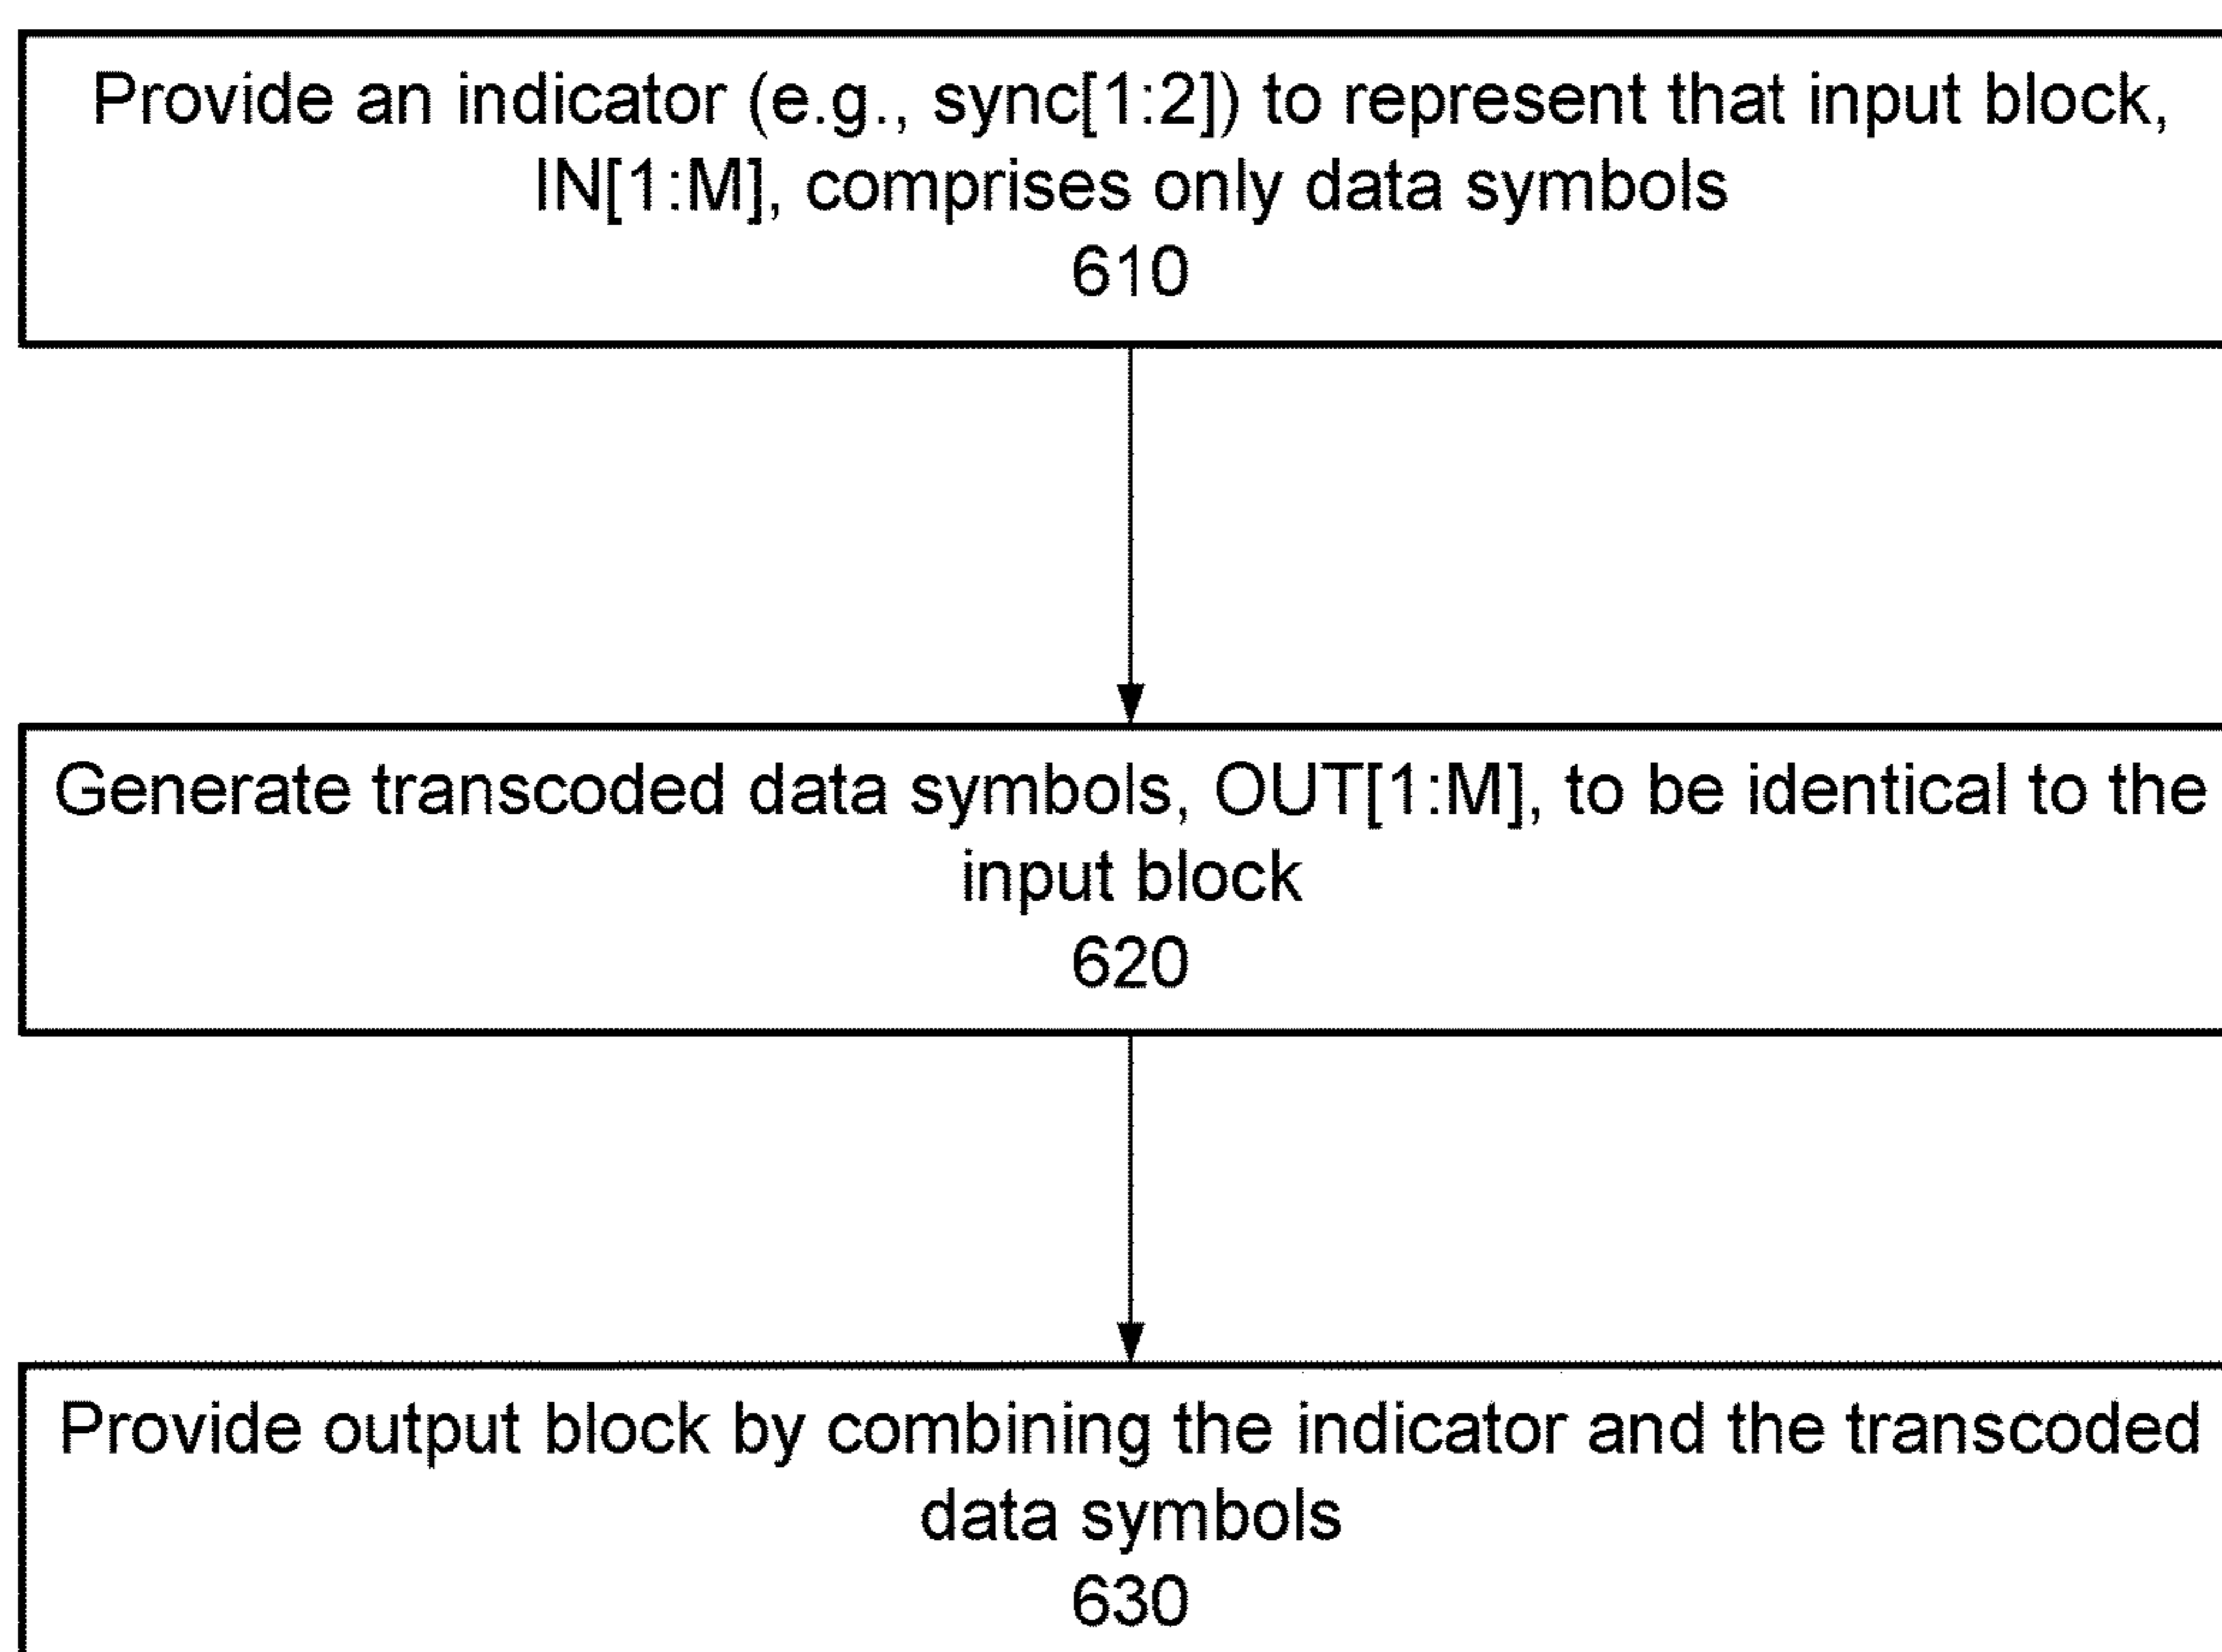 Provide an indicator (e.g., sync[1:2]) to represent that input block,
IN[1:M], comprises only data symbols
610
Generate transcoded data symbols, OUT[1:M], to be identical to the
input block
620
Provide output block by combining the indicator and the transcoded
data symbols
630